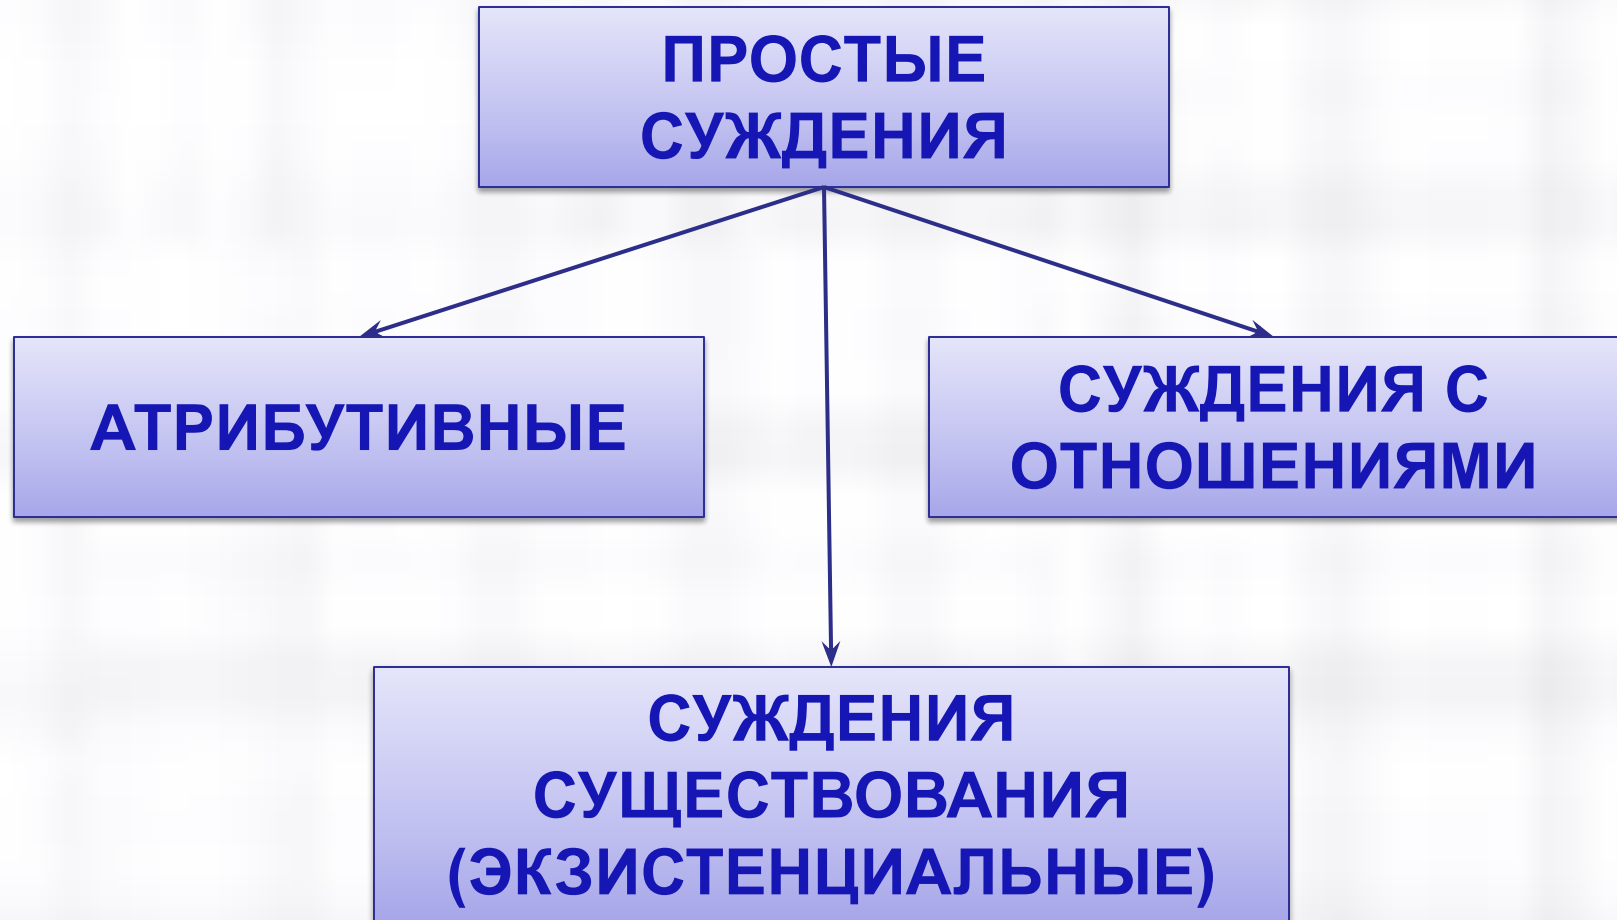 ПРОСТЫЕ
СУЖДЕНИЯ
АТРИБУТИВНЫЕ
СУЖДЕНИЯ С
ОТНОШЕНИЯМИ
СУЖДЕНИЯ
СУЩЕСТВОВАНИЯ
(ЭКЗИСТЕНЦИАЛЬНЫЕ)